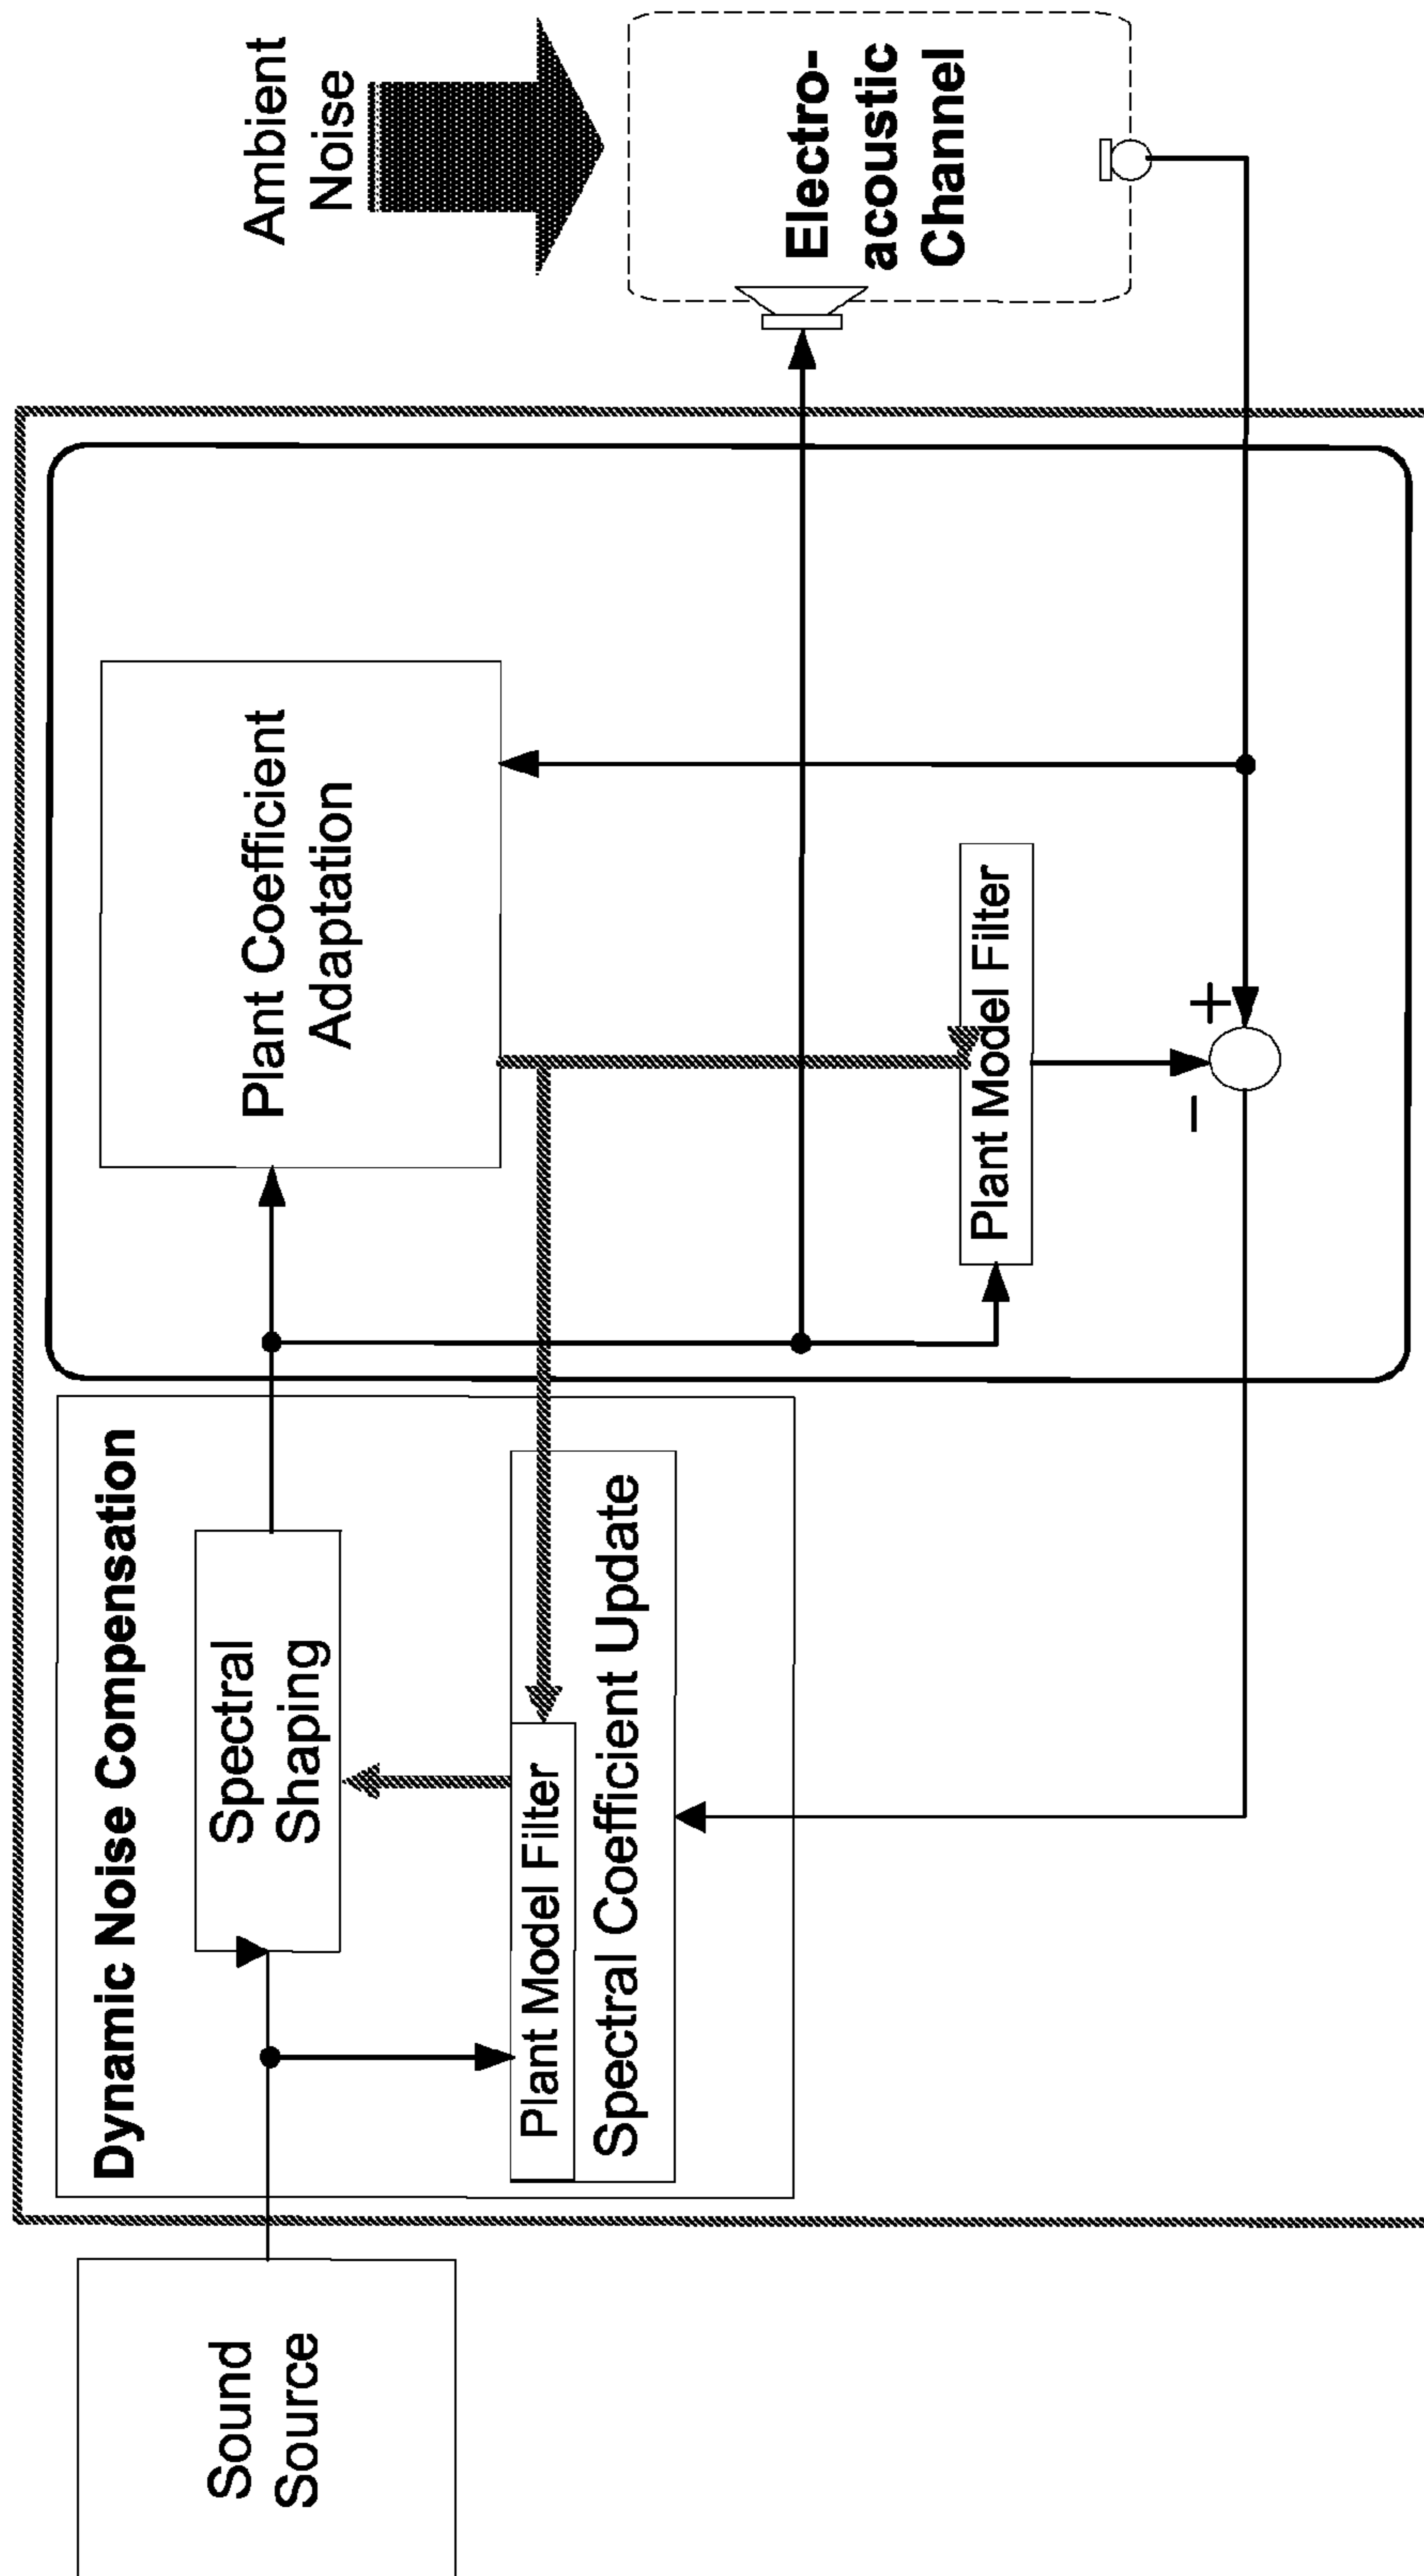 Sound
Source
Dynamic Noise Compensation
Spectral
Shaping
Plant Model Filter
Spectral Coefficient Update
Plant Coefficient
Adaptation
Plant Model Filter
−
+
Ambient
Noise
Electro-
acoustic
Channel